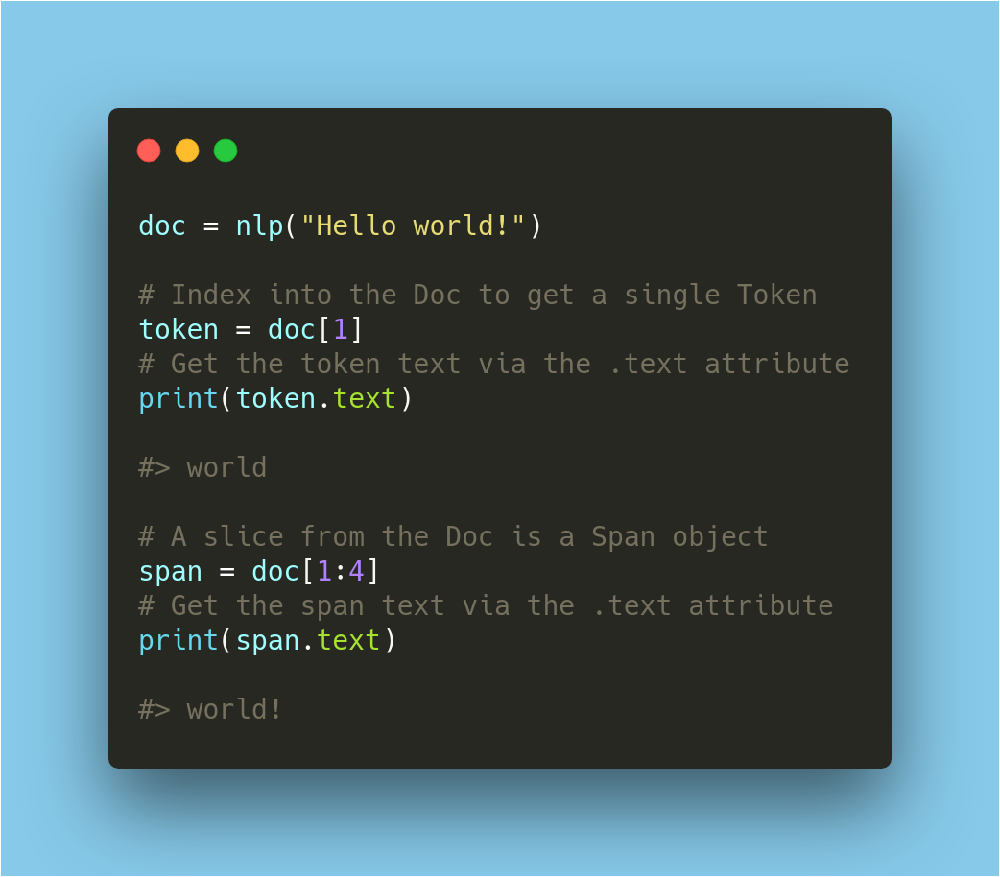 doc = nlp("Hello world!")
# Index into the Doc to get a single Token
token = doc[1]
# Get the token text via the .text attribute
print(token.text)
#> world
# A slice from the Doc is a Span object
span = doc[1:4]
# Get the span text via the .text attribute
print(span.text)
#> world!